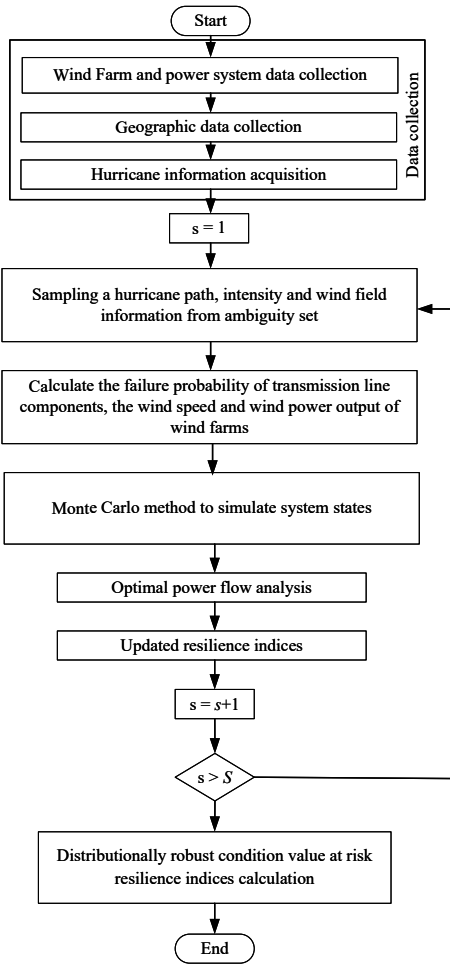 Start
Wind Farm and power system data collection
Geographic data collection
Hurricane information acquisition
Data collection
s = 1
Sampling a hurricane path, intensity and wind field
information from ambiguity set
Calculate the failure probability of transmission line
components, the wind speed and wind power output of
wind farms
Monte Carlo method to simulate system states
Optimal power flow analysis
Updated resilience indices
s = s+1
s > S
Distributionally robust condition value at risk
resilience indices calculation
End